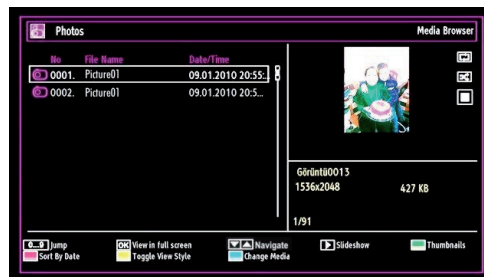 Photos Media Browser
No File Name Date/Time
0001. Picture01 09.01.2010 20:55:..
0002. Picture01 09.01.2010 20:5...
Görüntü0013
1536x2048 427 KB
1/91
0...9 Jump OK View in full screen Navigate Slideshow Thumbnails
Sort By Date Toggle View Style Change Media